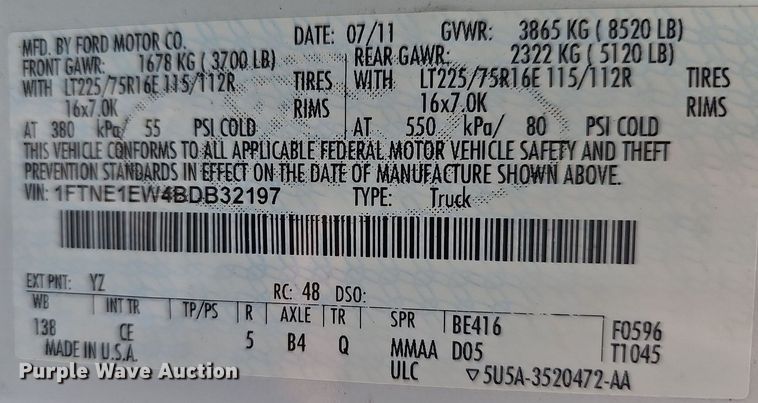 MFD. BY FORD MOTOR CO. DATE: 07/11 GVWR: 3865 KG ( 8520 LB)
FRONT GAWR: 1678 KG ( 3700 LB) REAR GAWR: 2322 KG ( 5120 LB)
WITH LT225/75R16E 115/112R TIRES WITH LT225/75R16E 115/112R TIRES
16x7.0K RIMS 16x7.0K RIMS
AT 380 kPa/ 55 PSI COLD AT 550 kPa/ 80 PSI COLD
THIS VEHICLE CONFORMS TO ALL APPLICABLE FEDERAL MOTOR VEHICLE SAFETY AND THEFT
PREVENTION STANDARDS IN EFFECT ON THE DATE OF MANUFACTURE SHOWN ABOVE.
VIN: 1FTNE1EW4BDB32197 TYPE: Truck
EXT PNT: YZ RC: 48 DSO:
WB INT TR TP/PS R AXLE TR SPR BE416 F0596
138 CE 5 B4 Q MMAA D05 T1045
MADE IN U.S.A. ULC ▽5U5A-3520472-AA
Purple Wave Auction